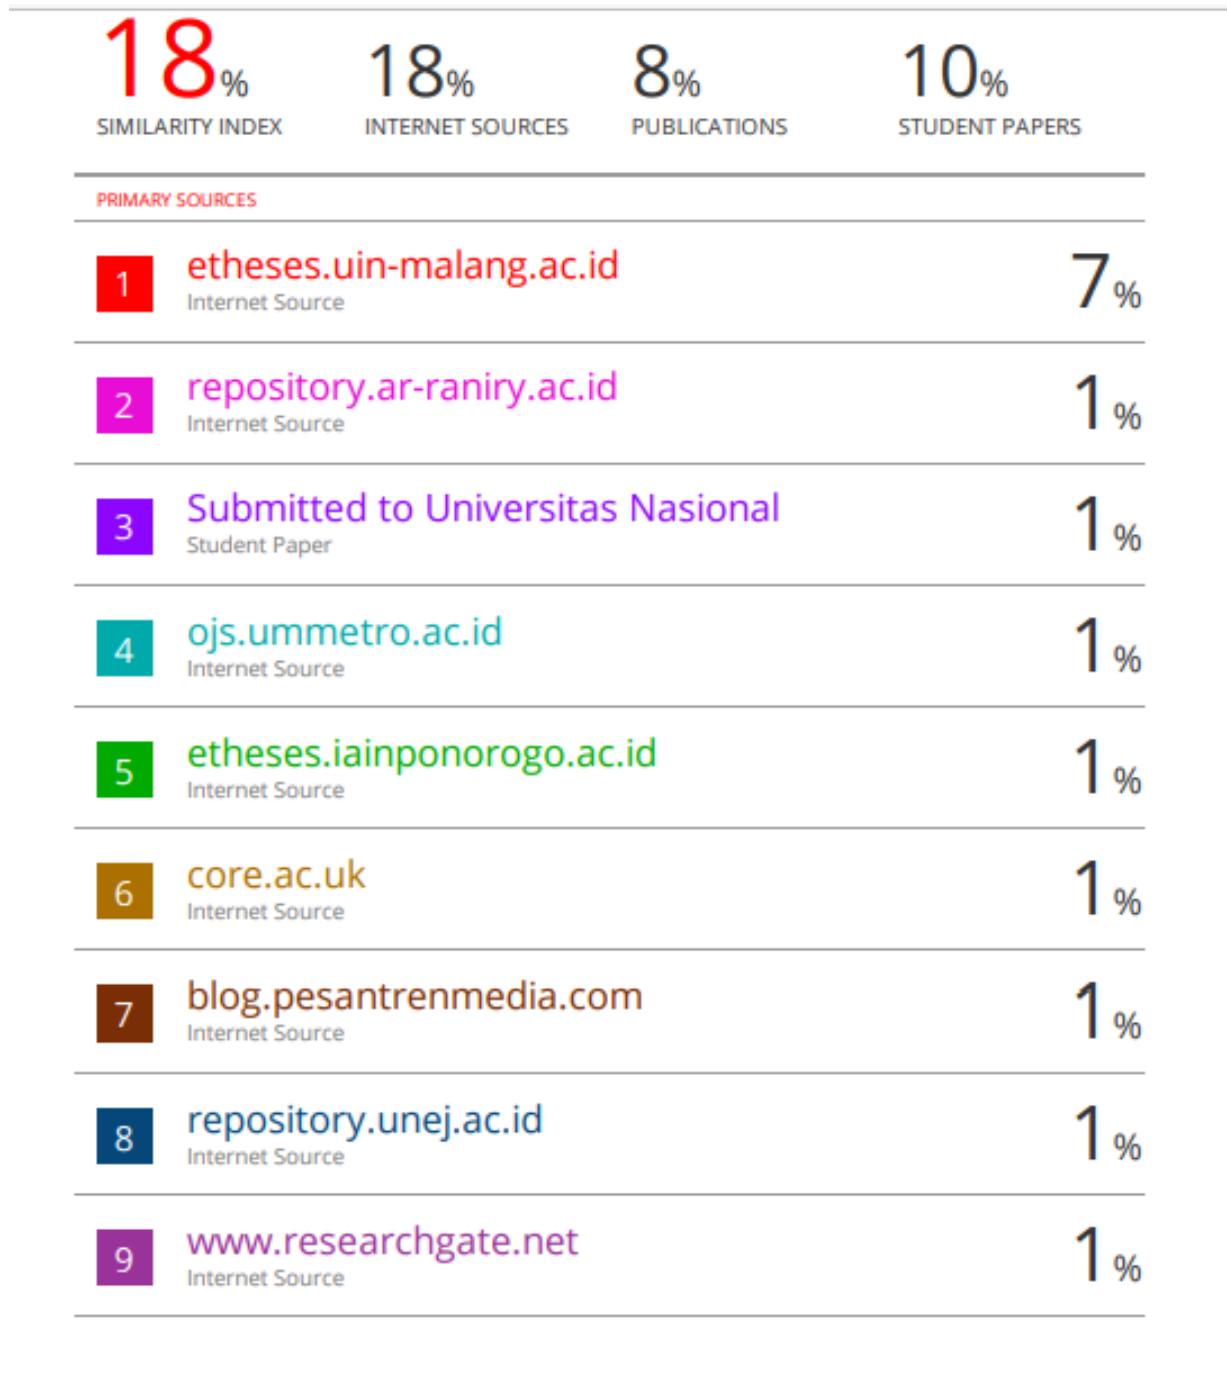 18% 18% 8% 10%
SIMILARITY INDEX INTERNET SOURCES PUBLICATIONS STUDENT PAPERS
PRIMARY SOURCES
1 etheses.uin-malang.ac.id 7%
Internet Source
2 repository.ar-raniry.ac.id 1%
Internet Source
3 Submitted to Universitas Nasional 1%
Student Paper
4 ojs.ummetro.ac.id 1%
Internet Source
5 etheses.iainponorogo.ac.id 1%
Internet Source
6 core.ac.uk 1%
Internet Source
7 blog.pesantrenmedia.com 1%
Internet Source
8 repository.unej.ac.id 1%
Internet Source
9 www.researchgate.net 1%
Internet Source